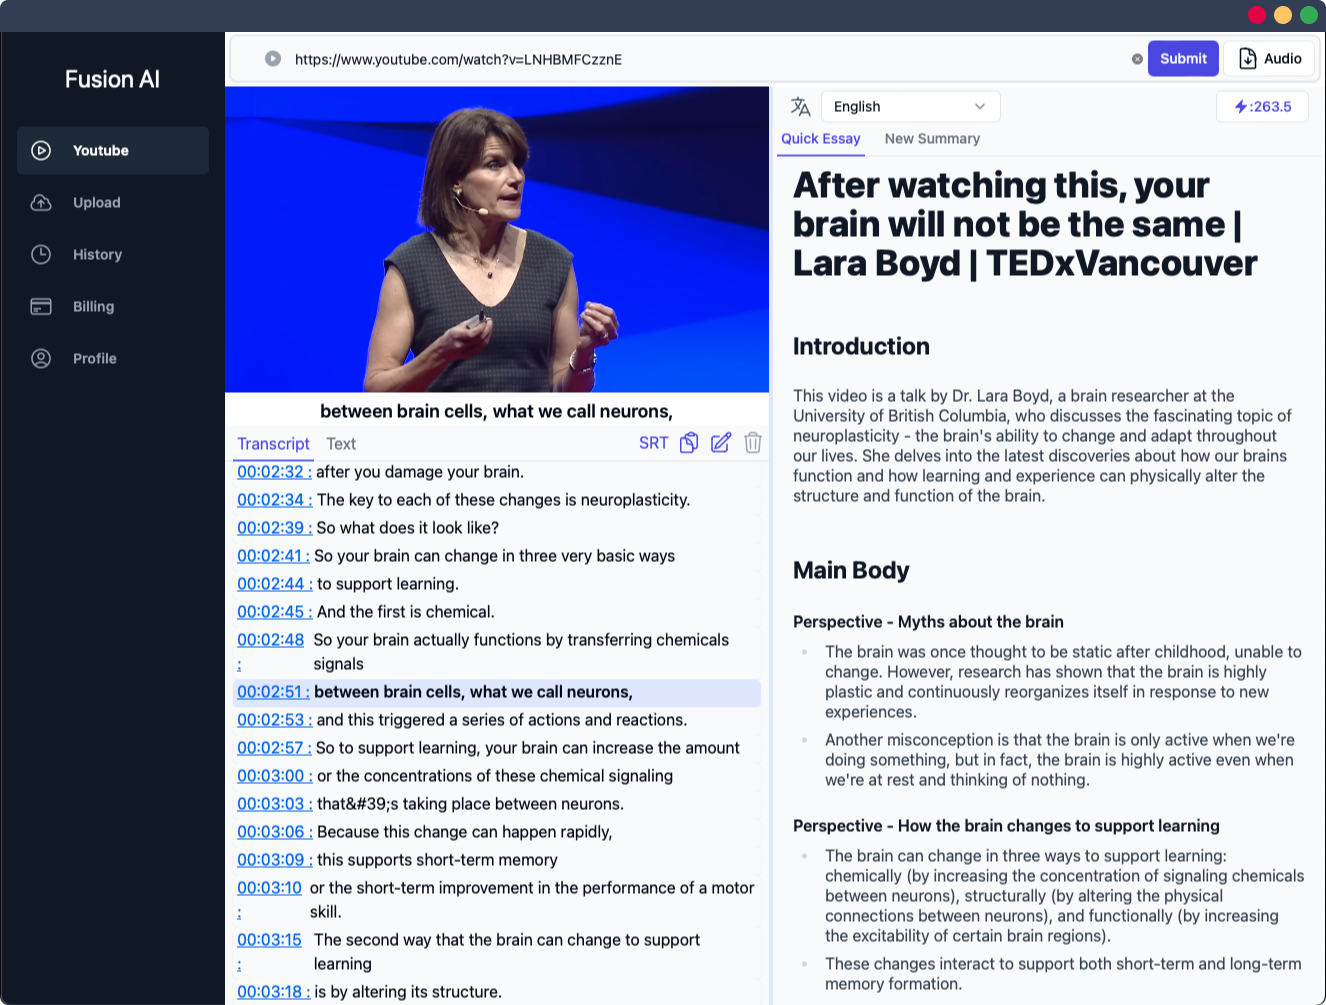 Fusion AI
Youtube
Upload
History
Billing
Profile
https://www.youtube.com/watch?v=LNHBMFCzznE
Submit
Audio
between brain cells, what we call neurons,
Transcript
Text
SRT
00:02:32 : after you damage your brain.
00:02:34 : The key to each of these changes is neuroplasticity.
00:02:39 : So what does it look like?
00:02:41 : So your brain can change in three very basic ways
00:02:44 : to support learning.
00:02:45 : And the first is chemical.
00:02:48 So your brain actually functions by transferring chemicals
: signals
00:02:51 : between brain cells, what we call neurons,
00:02:53 : and this triggered a series of actions and reactions.
00:02:57 : So to support learning, your brain can increase the amount
00:03:00 : or the concentrations of these chemical signaling
00:03:03 : that&#39;s taking place between neurons.
00:03:06 : Because this change can happen rapidly,
00:03:09 : this supports short-term memory
00:03:10 or the short-term improvement in the performance of a motor
: skill.
00:03:15 The second way that the brain can change to support
: learning
00:03:18 : is by altering its structure.
English
:263.5
Quick Essay
New Summary
After watching this, your
brain will not be the same |
Lara Boyd | TEDxVancouver
Introduction
This video is a talk by Dr. Lara Boyd, a brain researcher at the
University of British Columbia, who discusses the fascinating topic of
neuroplasticity - the brain's ability to change and adapt throughout
our lives. She delves into the latest discoveries about how our brains
function and how learning and experience can physically alter the
structure and function of the brain.
Main Body
Perspective - Myths about the brain
The brain was once thought to be static after childhood, unable to
change. However, research has shown that the brain is highly
plastic and continuously reorganizes itself in response to new
experiences.
Another misconception is that the brain is only active when we're
doing something, but in fact, the brain is highly active even when
we're at rest and thinking of nothing.
Perspective - How the brain changes to support learning
The brain can change in three ways to support learning:
chemically (by increasing the concentration of signaling chemicals
between neurons), structurally (by altering the physical
connections between neurons), and functionally (by increasing
the excitability of certain brain regions).
These changes interact to support both short-term and long-term
memory formation.